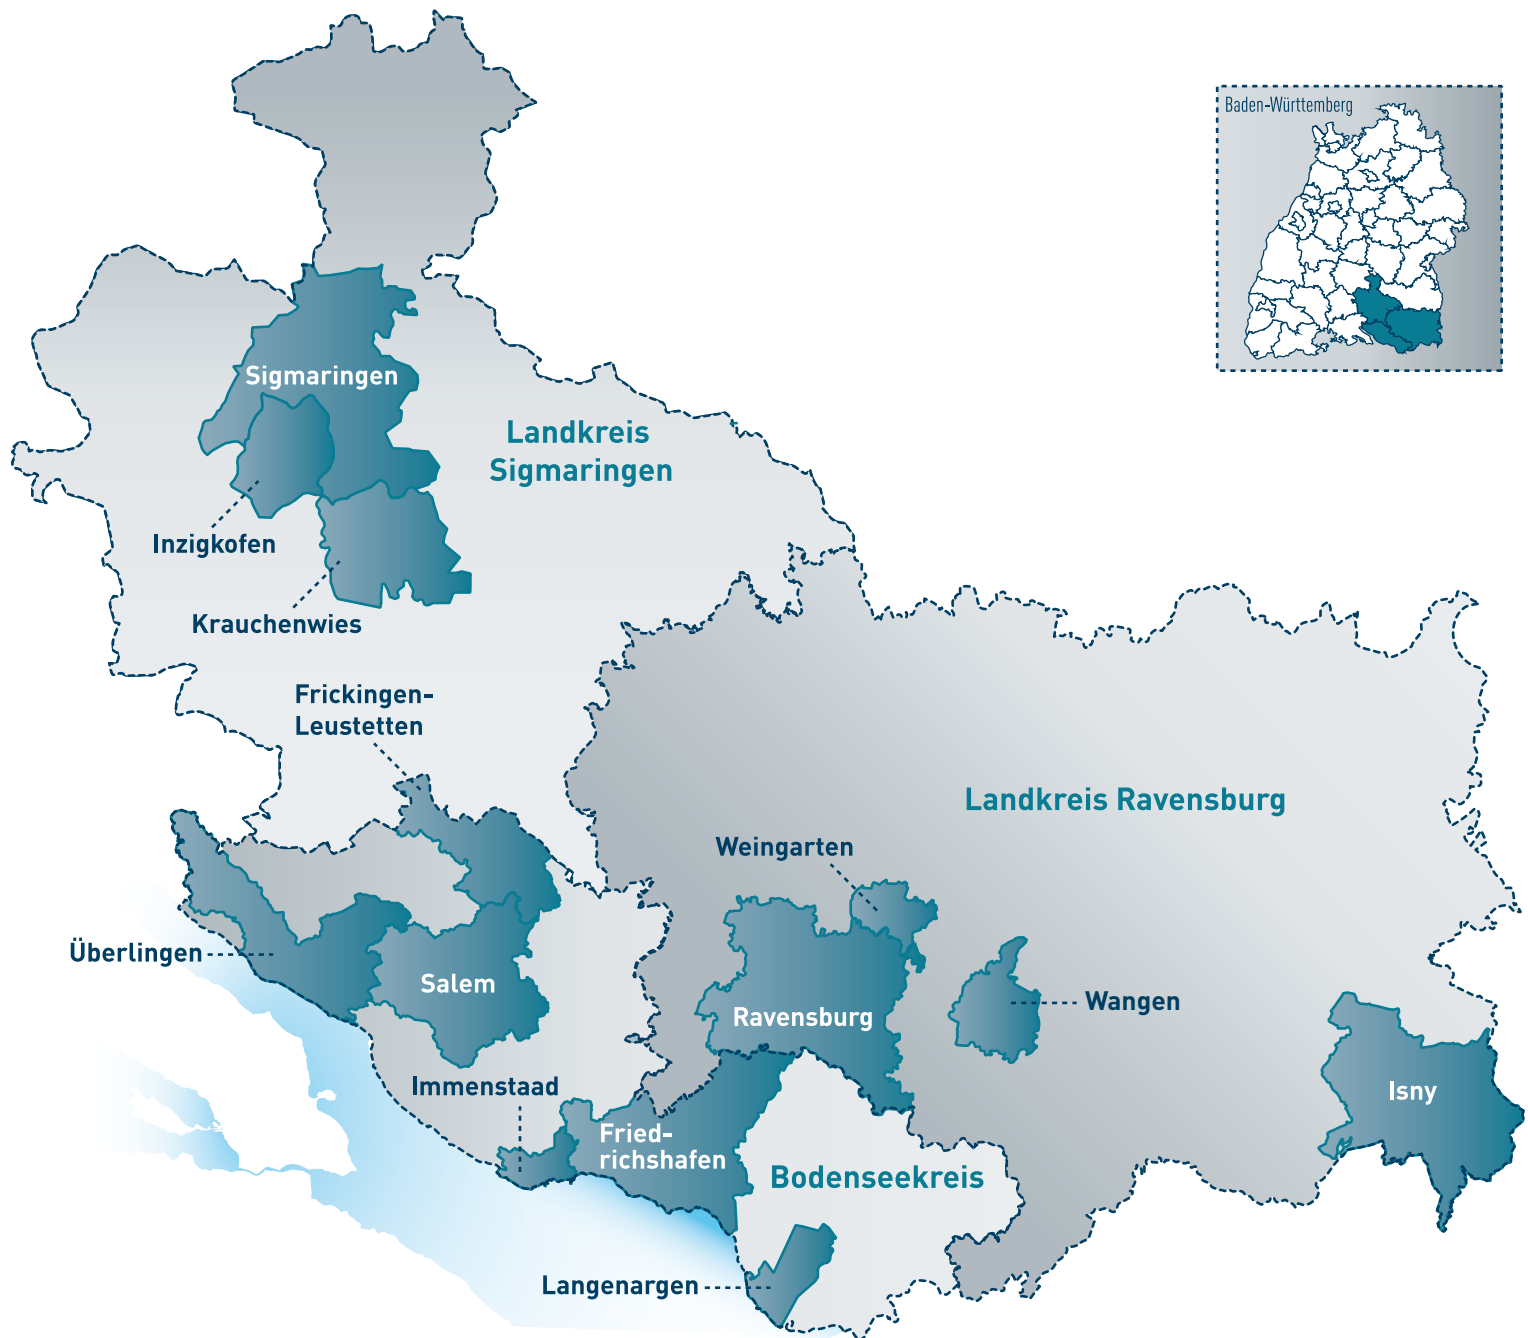 Baden-Württemberg
Sigmaringen
Landkreis
Sigmaringen
Inzigkofen
Krauchenwies
Frickingen-
Leustetten
Landkreis Ravensburg
Weingarten
Überlingen
Salem
Wangen
Ravensburg
Immenstaad
Isny
Fried-
richshafen
Bodenseekreis
Langenargen